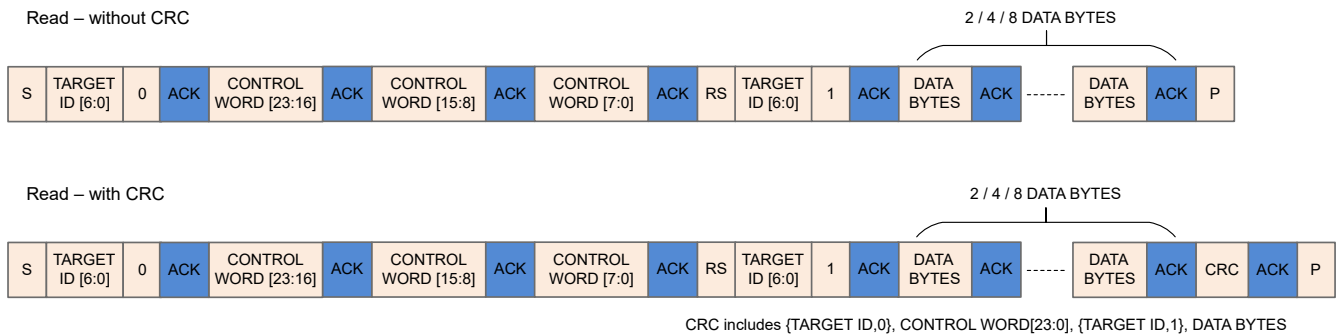 Read – without CRC
2 / 4 / 8 DATA BYTES
S TARGET ID [6:0] 0 ACK CONTROL WORD [23:16] ACK CONTROL WORD [15:8] ACK CONTROL WORD [7:0] ACK RS TARGET ID [6:0] 1 ACK DATA BYTES ACK ------ DATA BYTES ACK P
Read – with CRC
2 / 4 / 8 DATA BYTES
S TARGET ID [6:0] 0 ACK CONTROL WORD [23:16] ACK CONTROL WORD [15:8] ACK CONTROL WORD [7:0] ACK RS TARGET ID [6:0] 1 ACK DATA BYTES ACK ------ DATA BYTES ACK CRC ACK P
CRC includes {TARGET ID,0}, CONTROL WORD[23:0], {TARGET ID,1}, DATA BYTES